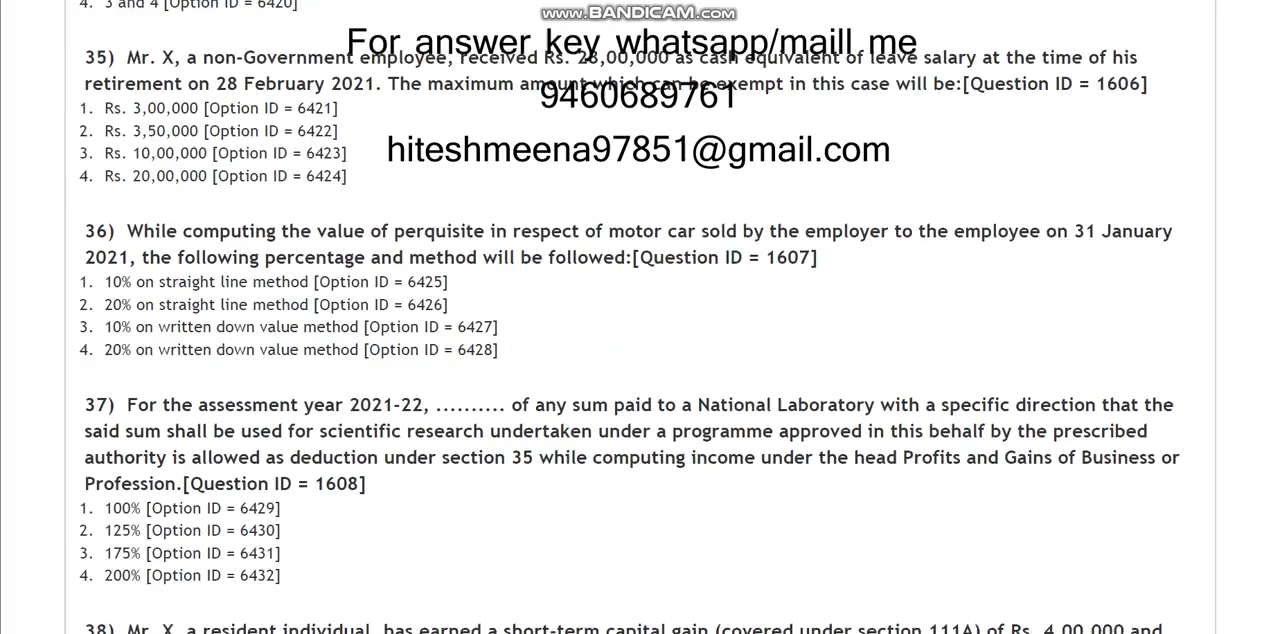 4. 3 and 4 [Option ID = 6420]
www.BANDICAM.com
For answer key whatsapp/maill me
35) Mr. X, a non-Government employee, received Rs. 23,00,000 as cash equivalent of leave salary at the time of his
retirement on 28 February 2021. The maximum amount which can be exempt in this case will be:[Question ID = 1606]
9460689761
1. Rs. 3,00,000 [Option ID = 6421]
2. Rs. 3,50,000 [Option ID = 6422]
hiteshmeena97851@gmail.com
3. Rs. 10,00,000 [Option ID = 6423]
4. Rs. 20,00,000 [Option ID = 6424]
36) While computing the value of perquisite in respect of motor car sold by the employer to the employee on 31 January
2021, the following percentage and method will be followed:[Question ID = 1607]
1. 10% on straight line method [Option ID = 6425]
2. 20% on straight line method [Option ID = 6426]
3. 10% on written down value method [Option ID = 6427]
4. 20% on written down value method [Option ID = 6428]
37) For the assessment year 2021-22, .......... of any sum paid to a National Laboratory with a specific direction that the
said sum shall be used for scientific research undertaken under a programme approved in this behalf by the prescribed
authority is allowed as deduction under section 35 while computing income under the head Profits and Gains of Business or
Profession.[Question ID = 1608]
1. 100% [Option ID = 6429]
2. 125% [Option ID = 6430]
3. 175% [Option ID = 6431]
4. 200% [Option ID = 6432]
38) Mr. X, a resident individual, has earned a short-term capital gain (covered under section 111A) of Rs. 4,00,000 and